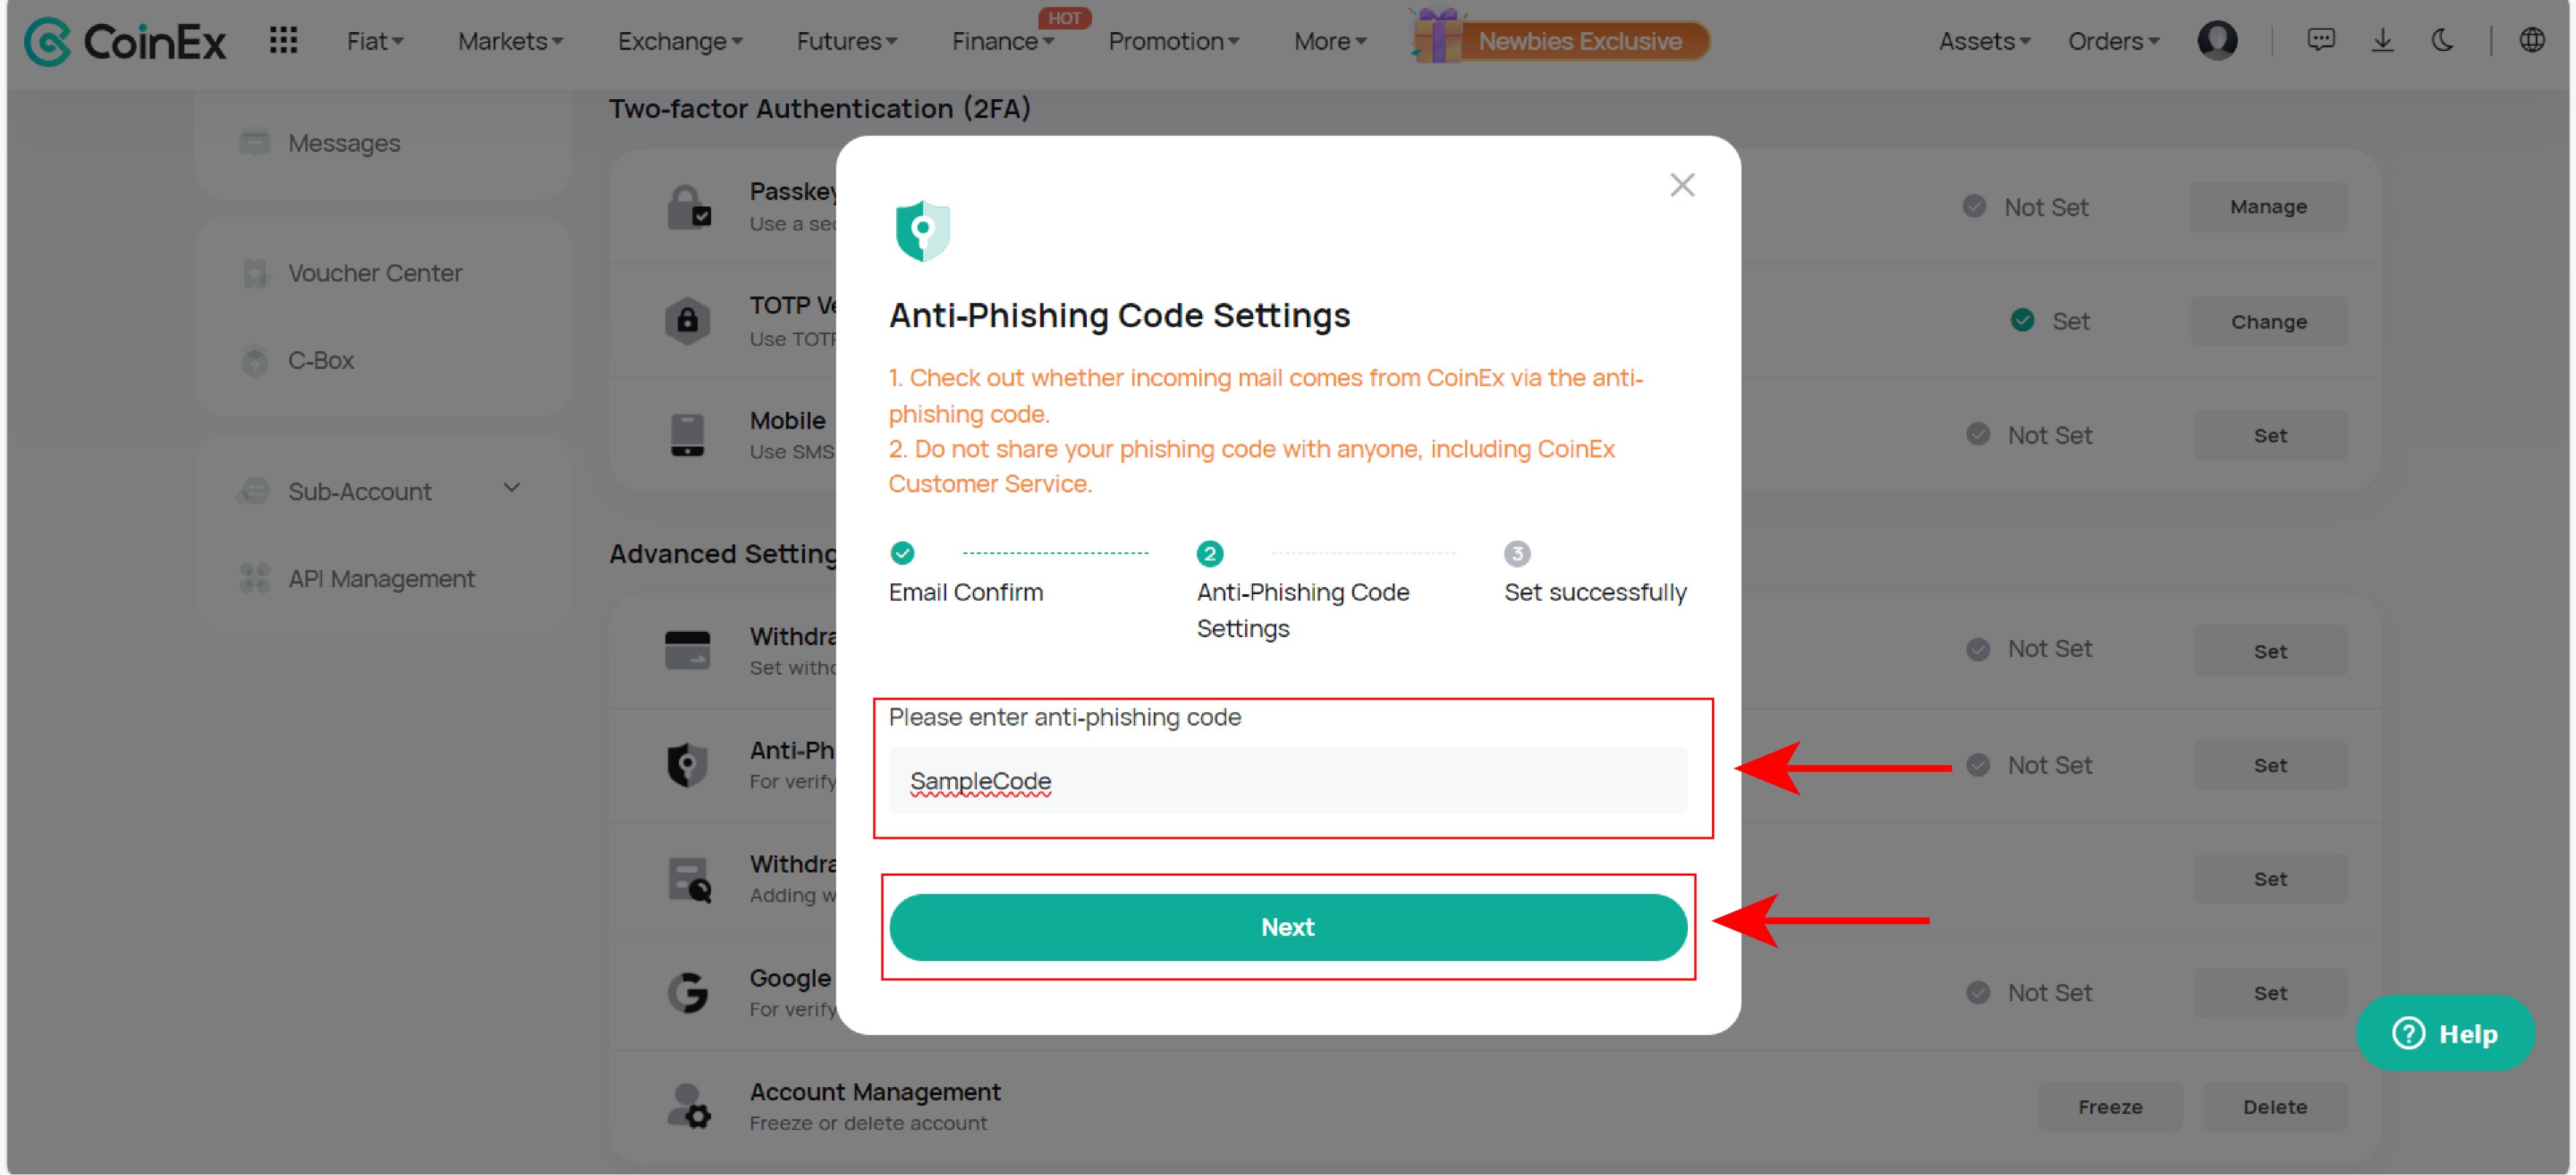 CoinEx
Fiat
Markets
Exchange
Futures
Finance
HOT
Promotion
More
Newbies Exclusive
Assets
Orders
Messages
Voucher Center
C-Box
Sub-Account
API Management
Two-factor Authentication (2FA)
Passkey
Use a sec
Not Set
Manage
TOTP Ve
Use TOTP
Set
Change
Mobile
Use SMS
Not Set
Set
Advanced Setting
Withdra
Set withd
Not Set
Set
Anti-Ph
For verify
Not Set
Set
Withdra
Adding w
Set
Google
For verify
Not Set
Set
Account Management
Freeze or delete account
Freeze
Delete
Anti-Phishing Code Settings
1. Check out whether incoming mail comes from CoinEx via the anti-
phishing code.
2. Do not share your phishing code with anyone, including CoinEx
Customer Service.
2
3
Email Confirm
Anti-Phishing Code
Settings
Set successfully
Please enter anti-phishing code
SampleCode
Next
Help